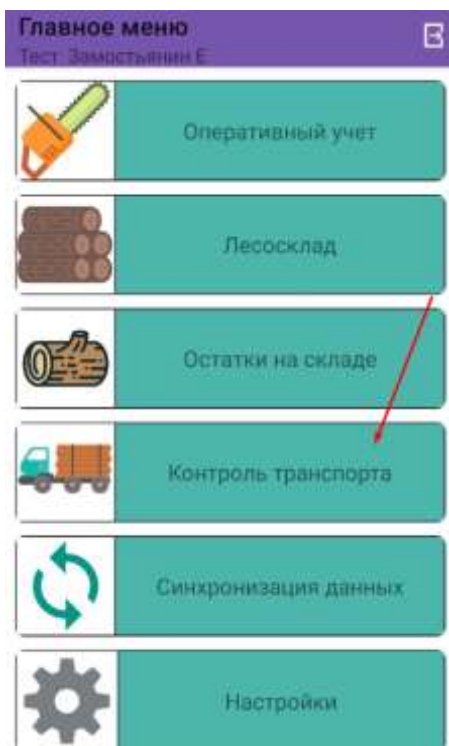 Главное меню
Тест: Замостьянин Е
Оперативный учет
Лесосклад
Остатки на складе
Контроль транспорта
Синхронизация данных
Настройки